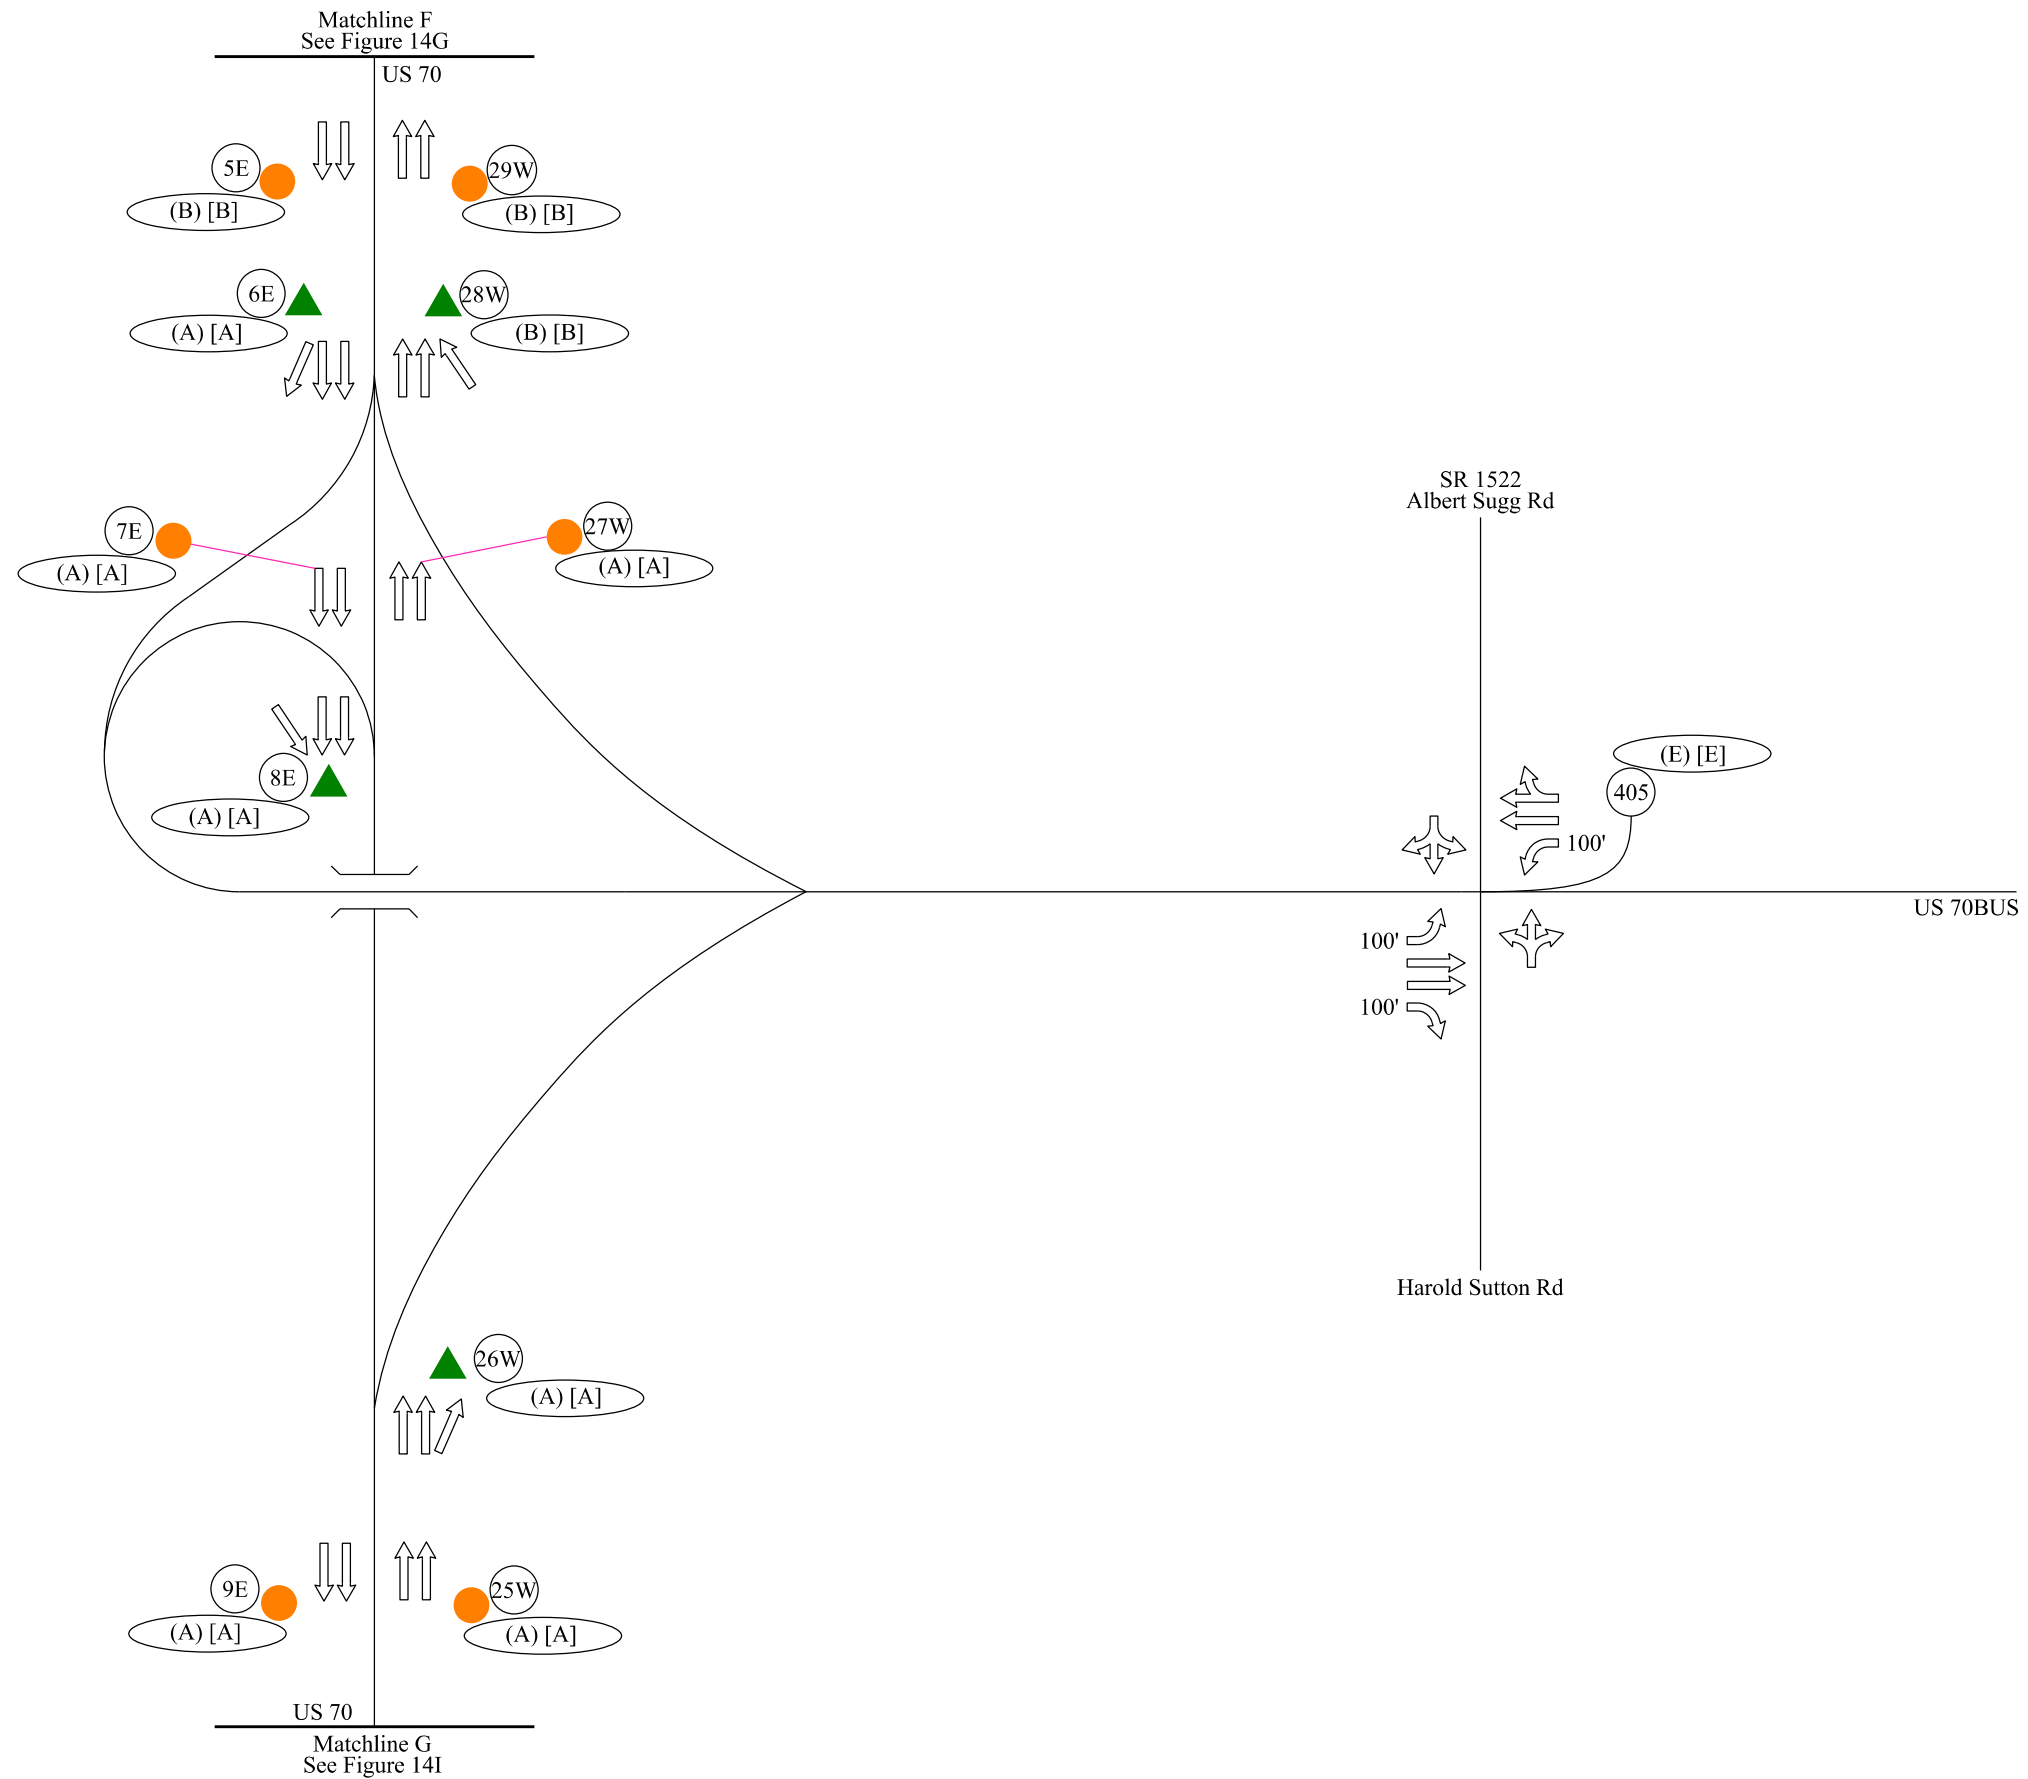 Matchline F
See Figure 14G
US 70
5E
29W
(B) [B]
(B) [B]
6E
28W
(A) [A]
(B) [B]
SR 1522
Albert Sugg Rd
7E
27W
(A) [A]
(A) [A]
8E
(A) [A]
(E) [E]
405
100'
US 70BUS
100'
100'
Harold Sutton Rd
26W
(A) [A]
9E
25W
(A) [A]
(A) [A]
US 70
Matchline G
See Figure 14I